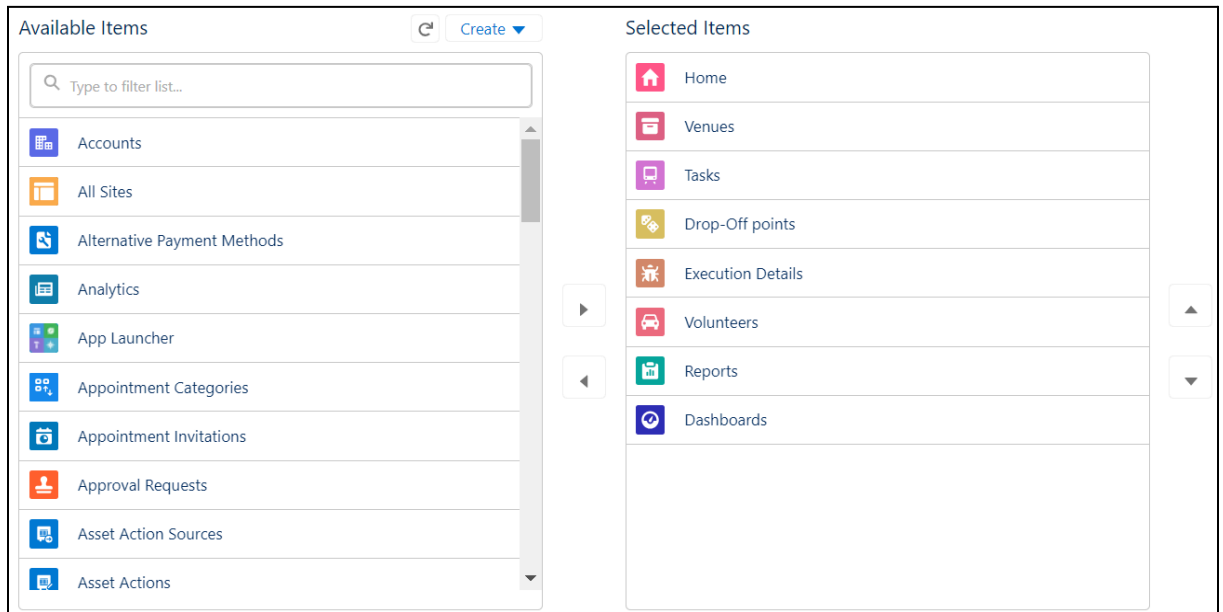 Available Items
Create
Type to filter list...
Accounts
All Sites
Alternative Payment Methods
Analytics
App Launcher
Appointment Categories
Appointment Invitations
Approval Requests
Asset Action Sources
Asset Actions
Selected Items
Home
Venues
Tasks
Drop-Off points
Execution Details
Volunteers
Reports
Dashboards